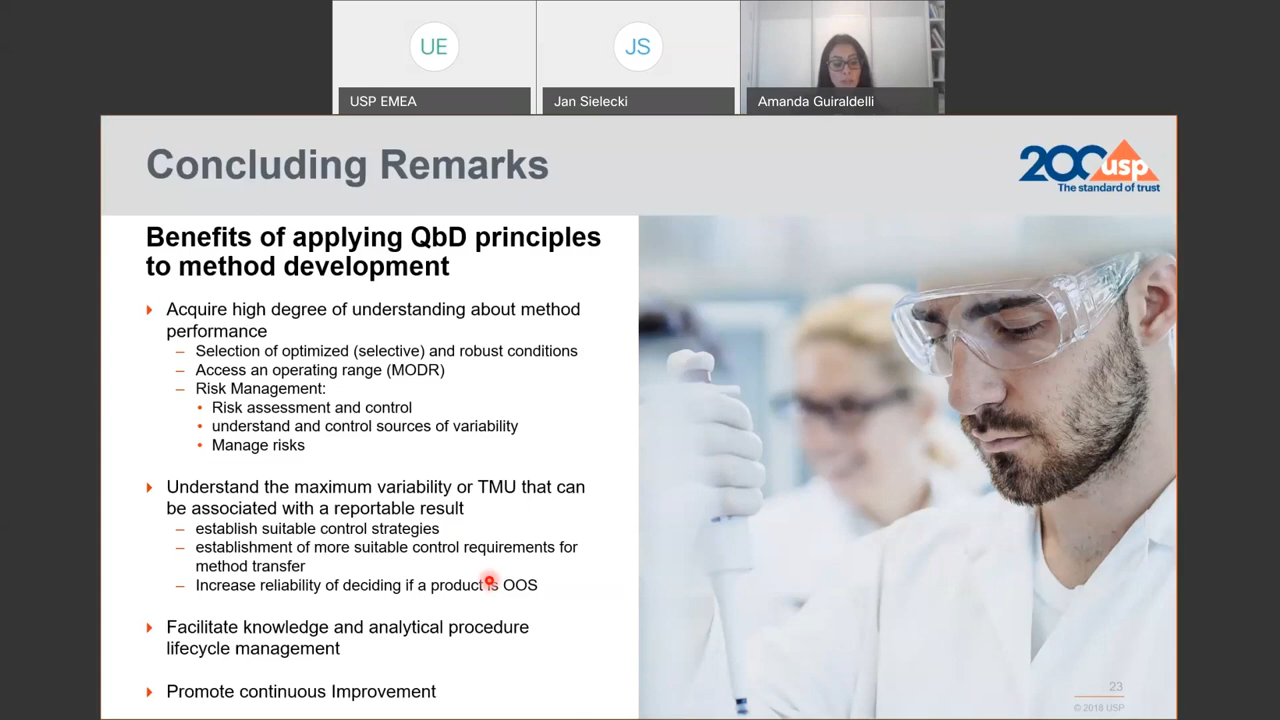 UE
JS
USP EMEA
Jan Sielecki
Amanda Guiraldelli
Concluding Remarks
200 usp
The standard of trust
Benefits of applying QbD principles
to method development
Acquire high degree of understanding about method
performance
– Selection of optimized (selective) and robust conditions
– Access an operating range (MODR)
– Risk Management:
• Risk assessment and control
• understand and control sources of variability
• Manage risks
Understand the maximum variability or TMU that can
be associated with a reportable result
– establish suitable control strategies
– establishment of more suitable control requirements for
method transfer
– Increase reliability of deciding if a product is OOS
Facilitate knowledge and analytical procedure
lifecycle management
Promote continuous Improvement
23
© 2018 USP